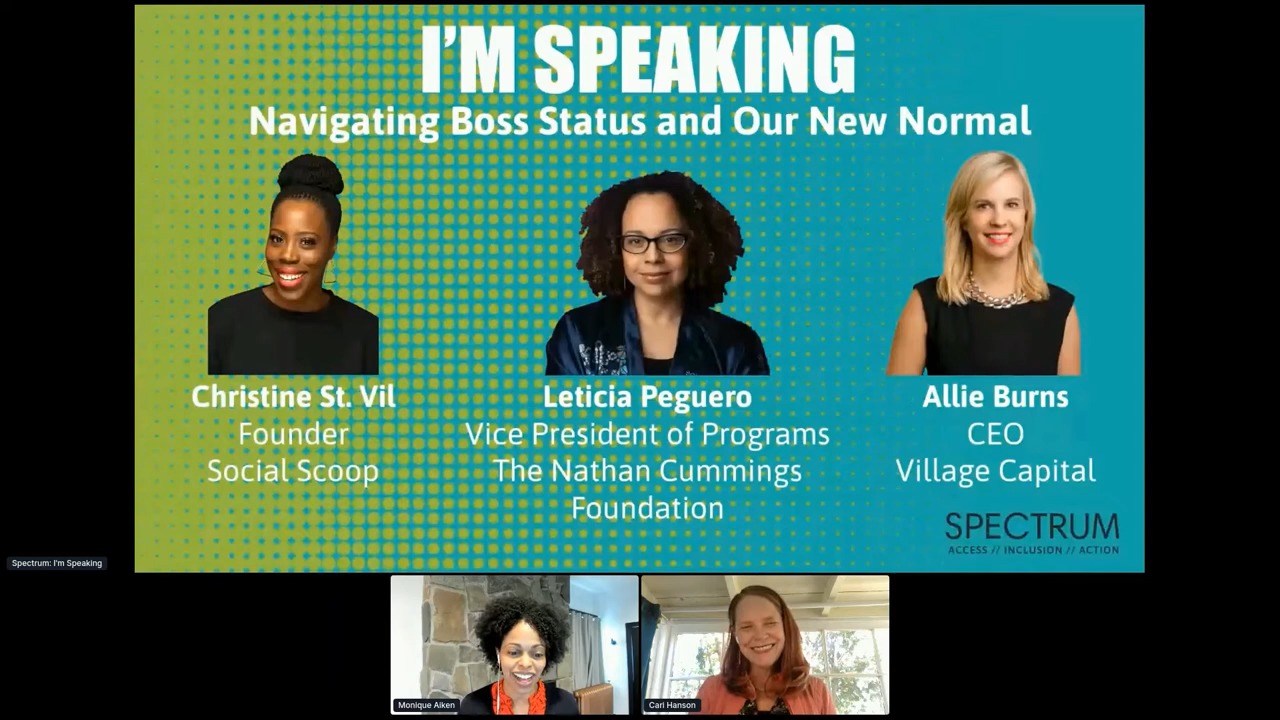 I'M SPEAKING
Navigating Boss Status and Our New Normal
Christine St. Vil
Founder
Social Scoop
Leticia Peguero
Vice President of Programs
The Nathan Cummings
Foundation
Allie Burns
CEO
Village Capital
SPECTRUM
ACCESS // INCLUSION // ACTION
Spectrum: I'm Speaking
Monique Aiken
Cari Hanson